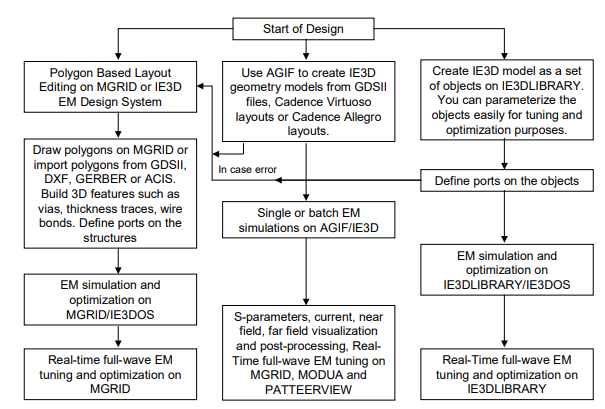 Start of Design
Polygon Based Layout
Editing on MGRID or IE3D
EM Design System
Use AGIF to create IE3D
geometry models from GDSII
files, Cadence Virtuoso
layouts or Cadence Allegro
layouts.
Create IE3D model as a set
of objects on IE3DLIBRARY.
You can parameterize the
objects easily for tuning and
optimization purposes.
Draw polygons on MGRID or
import polygons from GDSII,
DXF, GERBER or ACIS.
Build 3D features such as
vias, thickness traces, wire
bonds. Define ports on the
structures
In case error
Define ports on the objects
Single or batch EM
simulations on AGIF/IE3D
EM simulation and
optimization on
MGRID/IE3DOS
EM simulation and
optimization on
IE3DLIBRARY/IE3DOS
S-parameters, current, near
field, far field visualization
and post-processing, Real-
Time full-wave EM tuning on
MGRID, MODUA and
PATTEERVIEW
Real-time full-wave EM
tuning and optimization on
MGRID
Real-Time full-wave EM
tuning and optimization on
IE3DLIBRARY